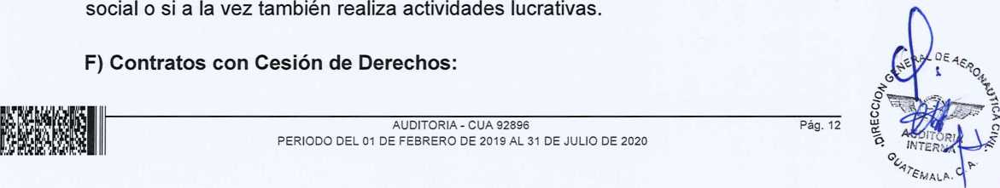 social o si a la vez también realiza actividades lucrativas.
F) Contratos con Cesión de Derechos:
AUDITORIA - CUA 92896
Pág. 12
PERIODO DEL 01 DE FEBRERO DE 2019 AL 31 DE JULIO DE 2020
DIRECCION GENERAL DE AERONAUTICA CIVIL
AUDITORIA
INTERNA
GUATEMALA, C. A.